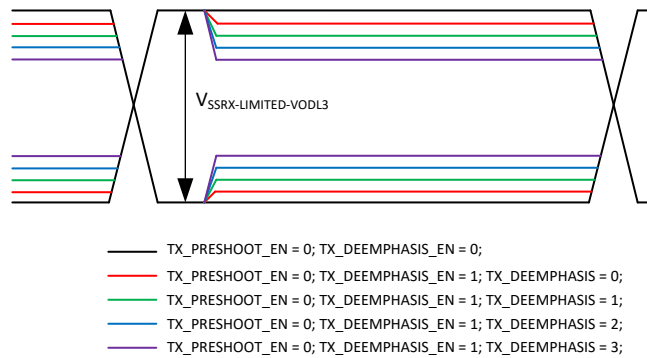 VSSRX-LIMITED-VODL3
TX_PRESHOOT_EN = 0; TX_DEEMPHASIS_EN = 0;
TX_PRESHOOT_EN = 0; TX_DEEMPHASIS_EN = 1; TX_DEEMPHASIS = 0;
TX_PRESHOOT_EN = 0; TX_DEEMPHASIS_EN = 1; TX_DEEMPHASIS = 1;
TX_PRESHOOT_EN = 0; TX_DEEMPHASIS_EN = 1; TX_DEEMPHASIS = 2;
TX_PRESHOOT_EN = 0; TX_DEEMPHASIS_EN = 1; TX_DEEMPHASIS = 3;